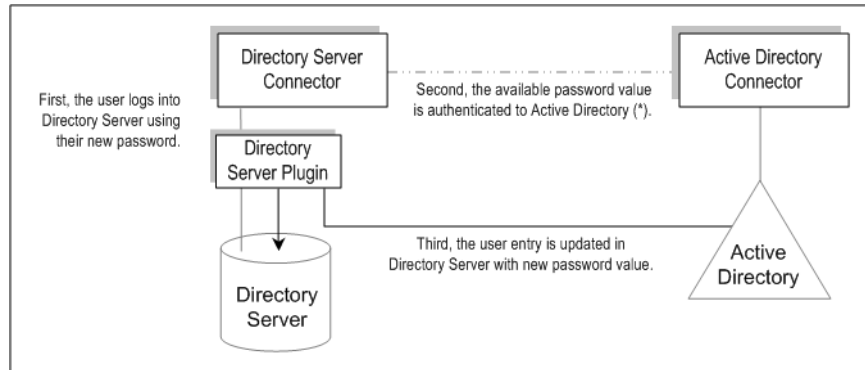 Directory Server
Connector
Active Directory
Connector
First, the user logs into
Directory Server using
their new password.
Second, the available password value
is authenticated to Active Directory (*).
Directory
Server Plugin
Third, the user entry is updated in
Directory Server with new password value.
Active
Directory
Directory
Server